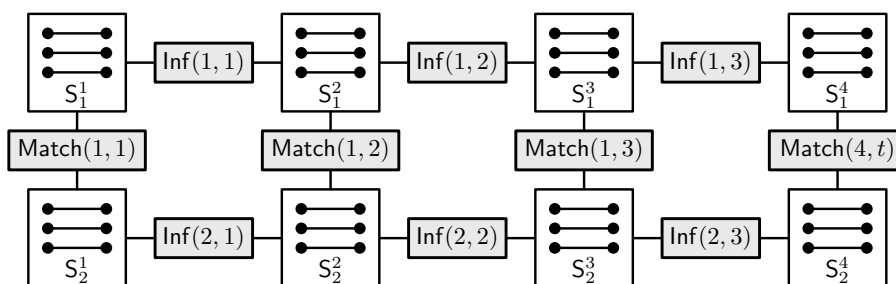 Inf(1, 1) Inf(1, 2) Inf(1, 3)
S_1^1 S_1^2 S_1^3 S_1^4
Match(1, 1) Match(1, 2) Match(1, 3) Match(4, t)
Inf(2, 1) Inf(2, 2) Inf(2, 3)
S_2^1 S_2^2 S_2^3 S_2^4